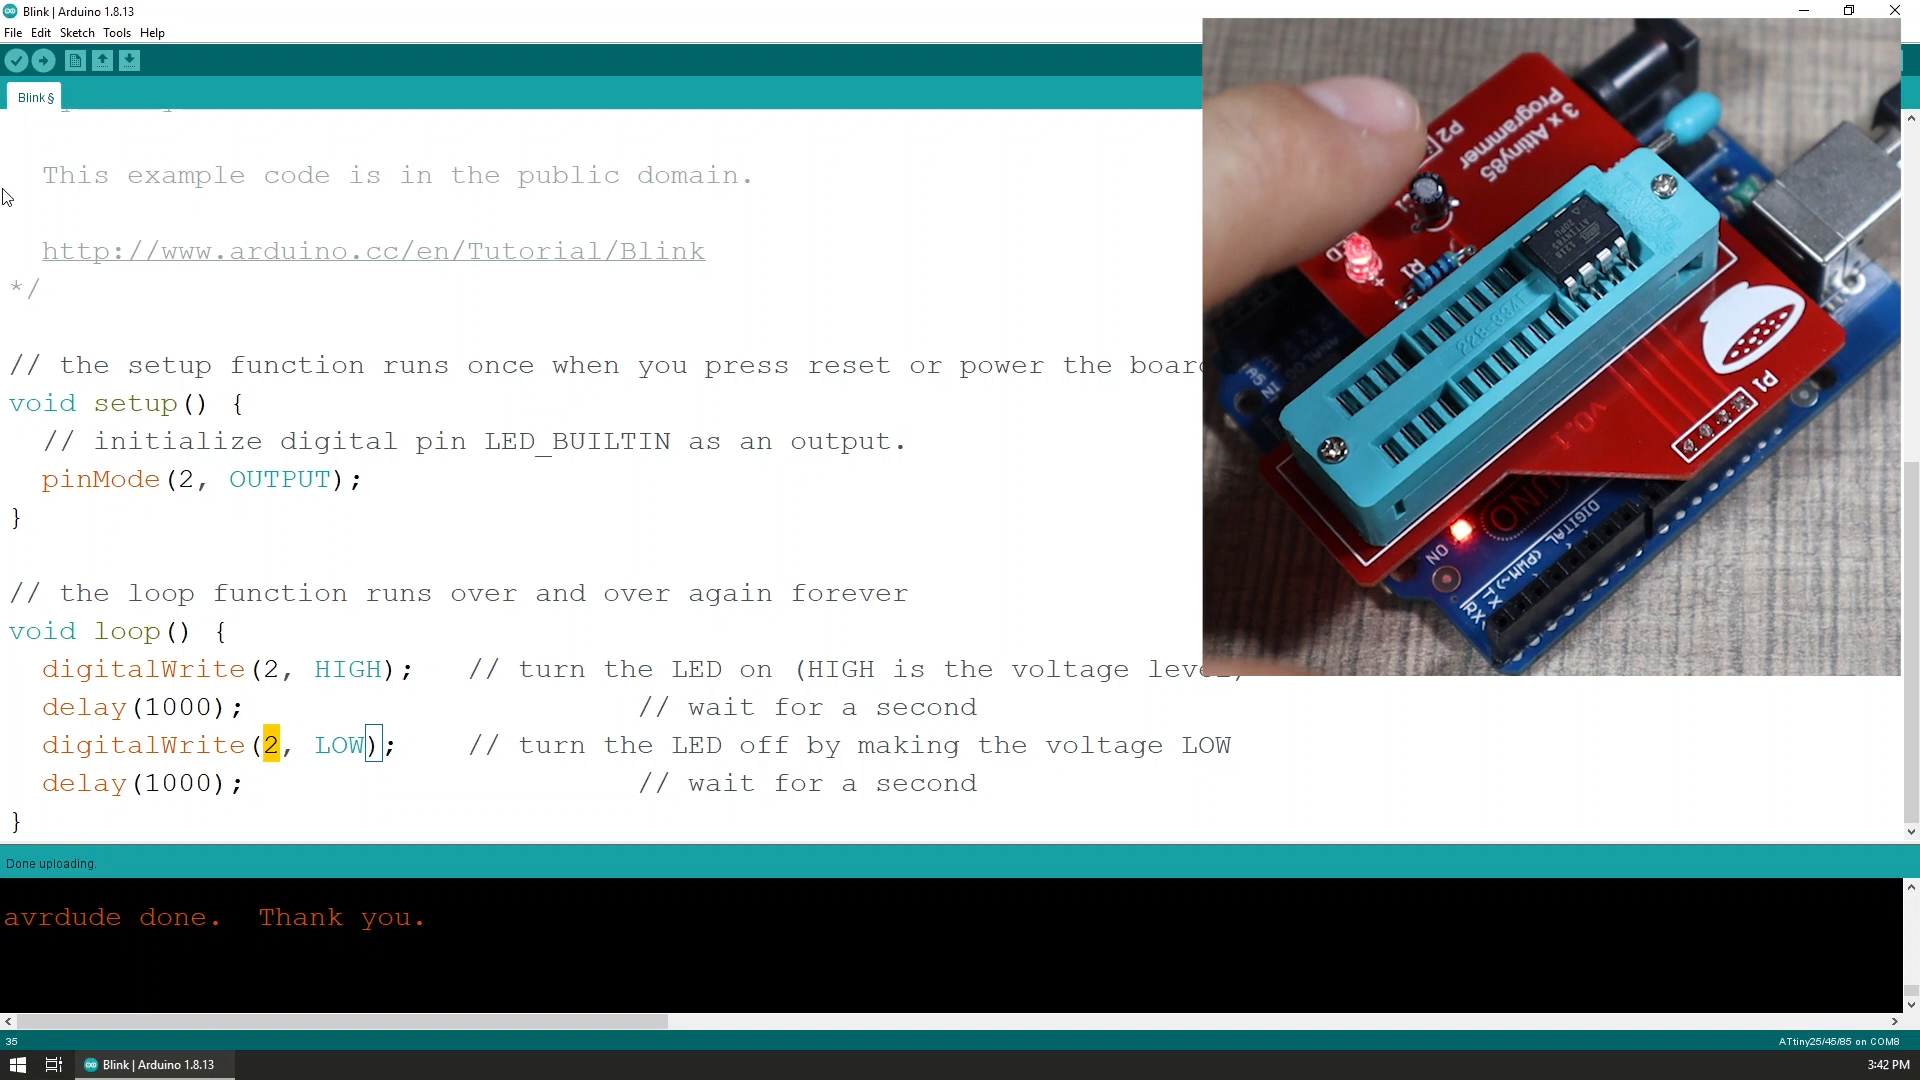 Blink | Arduino 1.8.13
File Edit Sketch Tools Help
Blink §
This example code is in the public domain.
http://www.arduino.cc/en/Tutorial/Blink
*/
// the setup function runs once when you press reset or power the board
void setup() {
// initialize digital pin LED_BUILTIN as an output.
pinMode(2, OUTPUT);
}
// the loop function runs over and over again forever
void loop() {
digitalWrite(2, HIGH);   // turn the LED on (HIGH is the voltage level)
delay(1000);                       // wait for a second
digitalWrite(2, LOW);    // turn the LED off by making the voltage LOW
delay(1000);                       // wait for a second
}
3 x Attiny85
Programmer
P2
R1
P1
v0.1
UNO
ON
DIGITAL (PWM~)
TX
RX
Done uploading.
avrdude done.  Thank you.
35
ATtiny25/45/85 on COM8
Blink | Arduino 1.8.13
3:42 PM